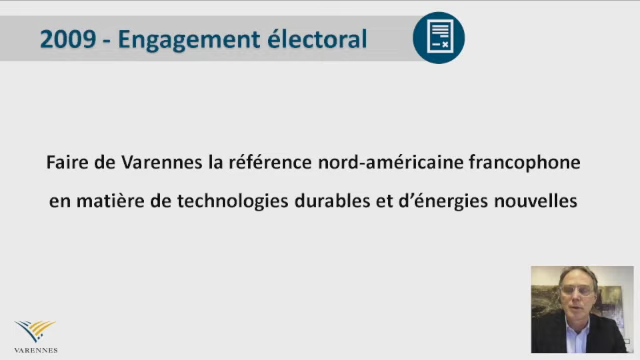 2009 - Engagement électoral
Faire de Varennes la référence nord-américaine francophone
en matière de technologies durables et d’énergies nouvelles
VARENNES